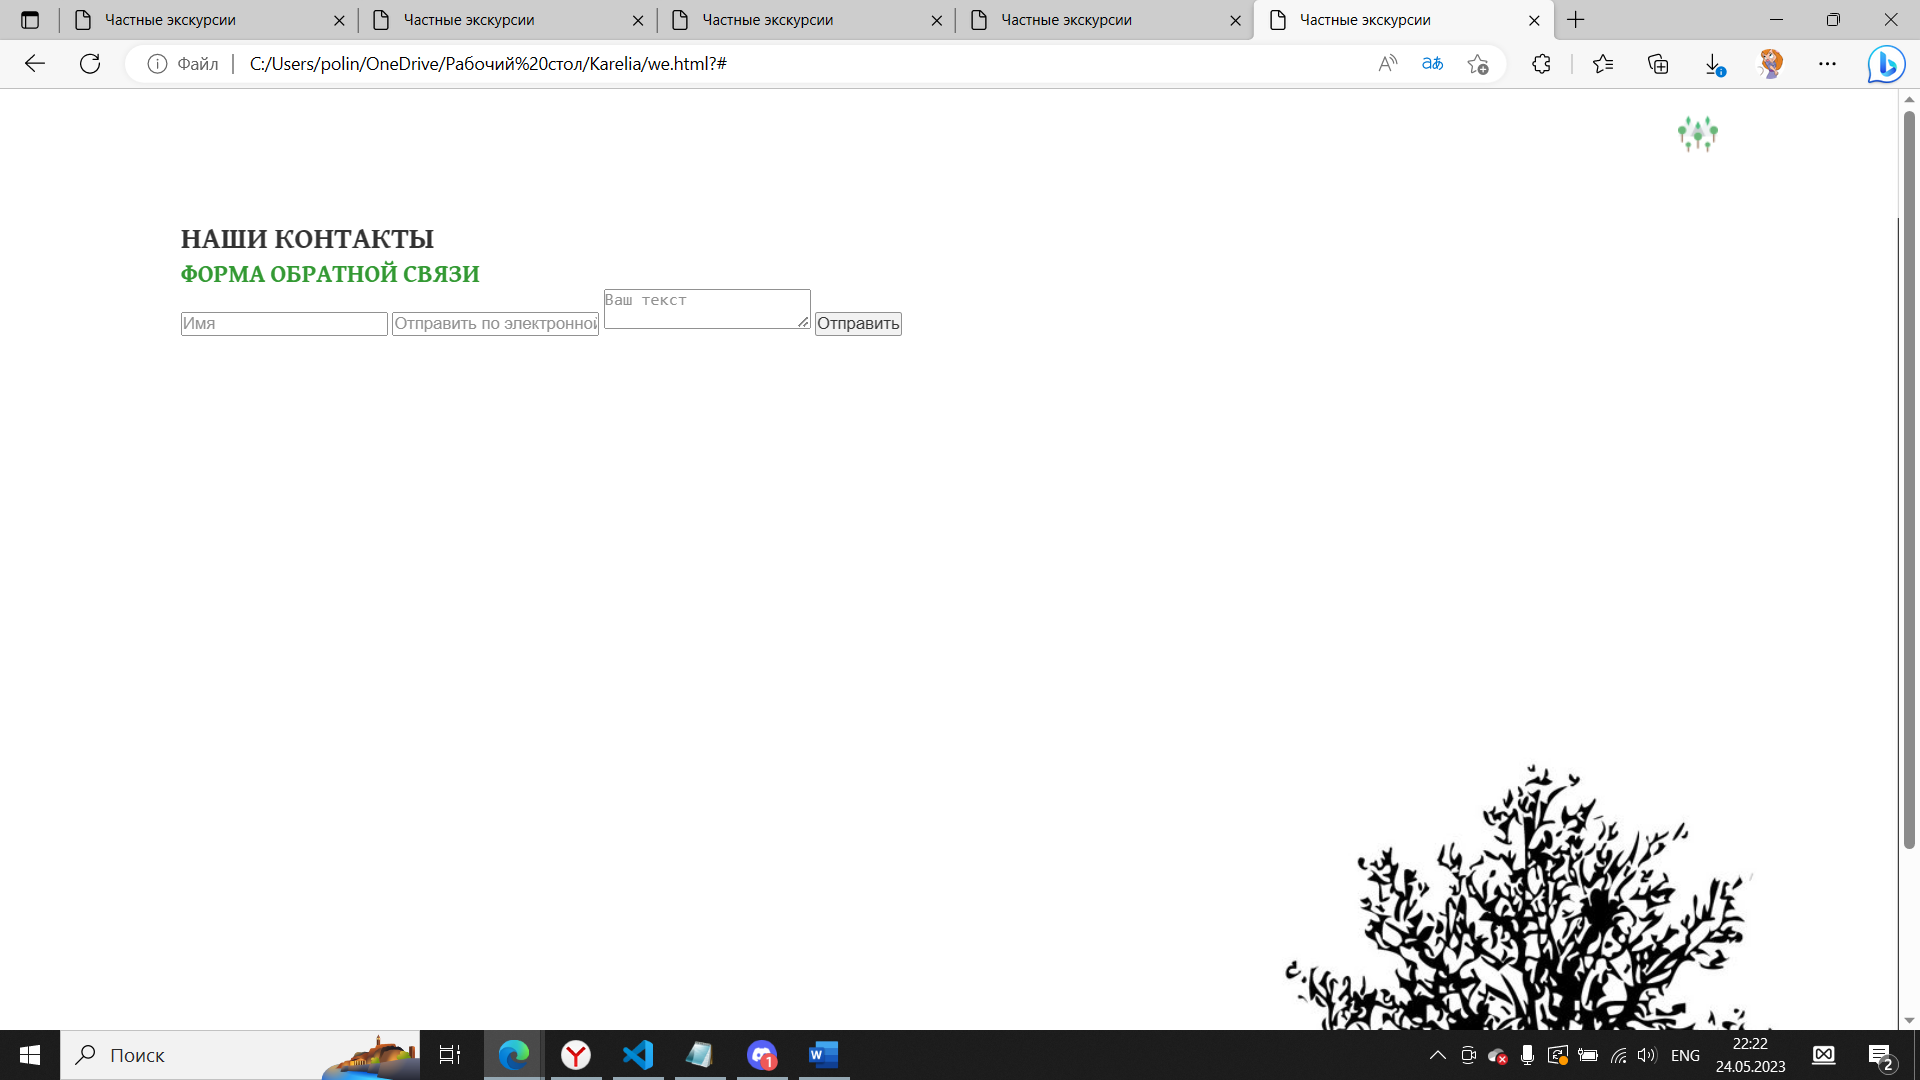 Частные экскурсии
Частные экскурсии
Частные экскурсии
Частные экскурсии
Частные экскурсии
Файл
C:/Users/polin/OneDrive/Рабочий%20стол/Karelia/we.html?#
НАШИ КОНТАКТЫ
ФОРМА ОБРАТНОЙ СВЯЗИ
Имя
Отправить по электронной
Ваш текст
Отправить
Поиск
1
ENG
22:22
24.05.2023
2